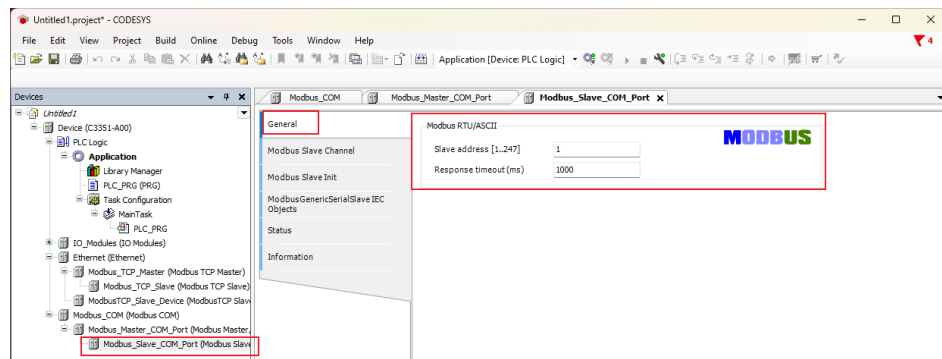 Untitled1.project* - CODESYS
File Edit View Project Build Online Debug Tools Window Help
4
Application [Device: PLC Logic]
Devices
Untitled1
Device (C3351-A00)
PLC Logic
Application
Library Manager
PLC_PRG (PRG)
Task Configuration
MainTask
PLC_PRG
IO_Modules (IO Modules)
Ethernet (Ethernet)
Modbus_TCP_Master (Modbus TCP Master)
Modbus_TCP_Slave (Modbus TCP Slave)
ModbusTCP_Slave_Device (ModbusTCP Slav
Modbus_COM (Modbus COM)
Modbus_Master_COM_Port (Modbus Master,
Modbus_Slave_COM_Port (Modbus Slave
Modbus_COM Modbus_Master_COM_Port Modbus_Slave_COM_Port
General
Modbus Slave Channel
Modbus Slave Init
ModbusGenericSerialSlave IEC
Objects
Status
Information
Modbus RTU/ASCII
MODBUS
Slave address [1..247] 1
Response timeout (ms) 1000